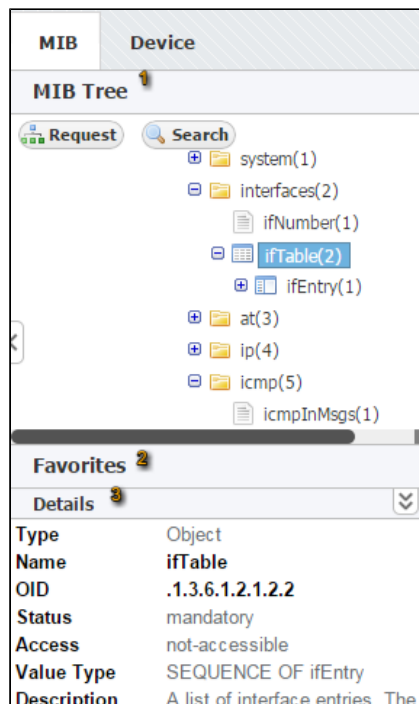 MIB Device
MIB Tree 1
Request Search
system(1)
interfaces(2)
ifNumber(1)
ifTable(2)
ifEntry(1)
at(3)
ip(4)
icmp(5)
icmpInMsgs(1)
Favorites 2
Details 3
Type Object
Name ifTable
OID .1.3.6.1.2.1.2.2
Status mandatory
Access not-accessible
Value Type SEQUENCE OF ifEntry
Description A list of interface entries. The